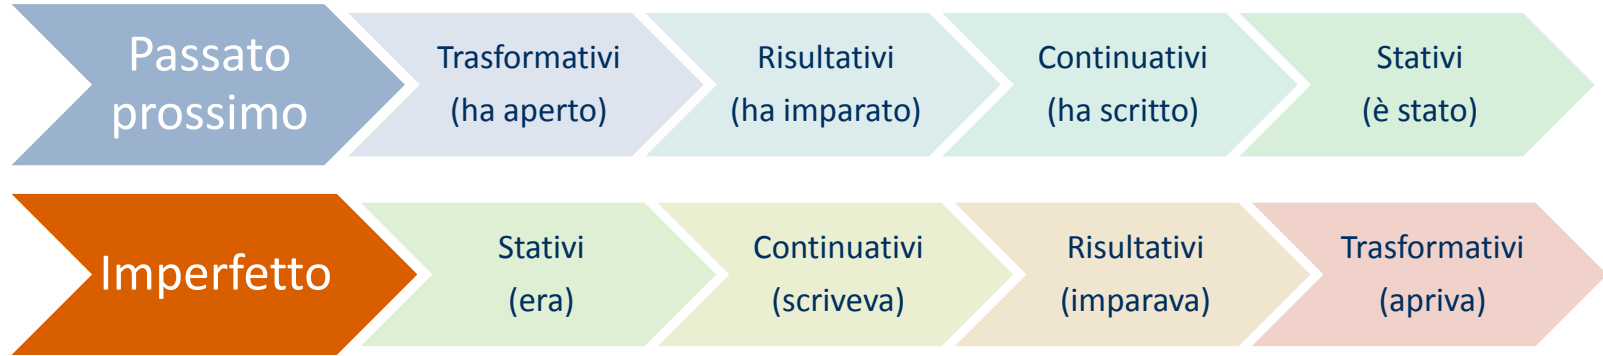 Passato
prossimo
Trasformativi
(ha aperto)
Risultativi
(ha imparato)
Continuativi
(ha scritto)
Stativi
(è stato)
Imperfetto
Stativi
(era)
Continuativi
(scriveva)
Risultativi
(imparava)
Trasformativi
(apriva)